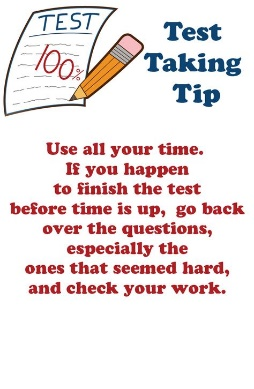 TEST
100%
Test
Taking
Tip
Use all your time.
If you happen
to finish the test
before time is up, go back
over the questions,
especially the
ones that seemed hard,
and check your work.